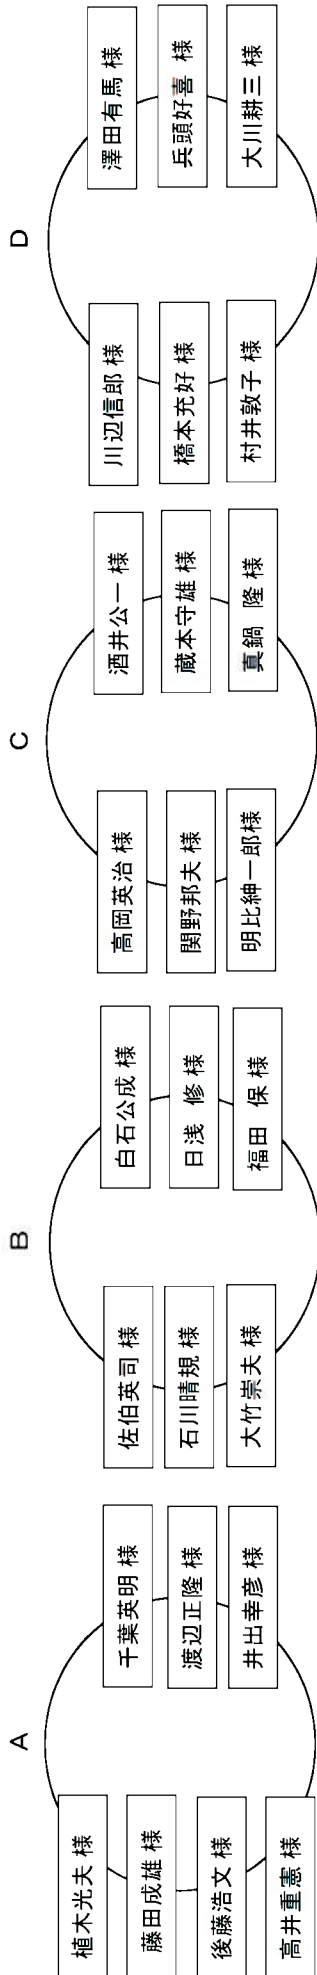 A
植木光夫 様
藤田成雄 様
後藤浩文 様
高井重憲 様
千葉英明 様
渡辺正隆 様
井出幸彦 様
B
佐伯英司 様
石川晴規 様
大竹崇夫 様
白石公成 様
日浅 修 様
福田 保 様
C
高岡英治 様
関野邦夫 様
明比紳一郎様
酒井公一 様
蔵本守雄 様
真鍋 隆 様
D
川辺信郎 様
橋本充好 様
村井敦子 様
澤田有馬 様
兵頭好喜 様
大川耕三 様